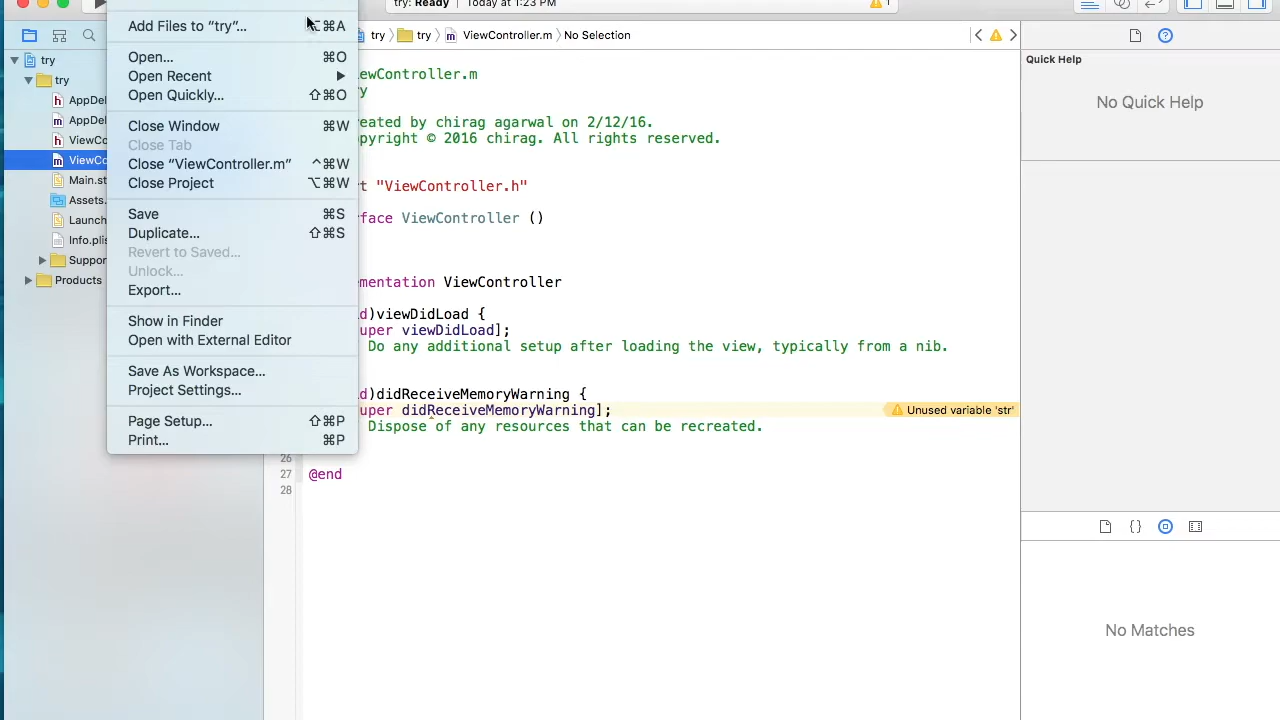 try: Ready
Today at 1:23 PM
1
Add Files to “try”...
⌥⌘A
try
try
ViewController.m
No Selection
Quick Help
No Quick Help
try
try
AppDel
AppDel
ViewCo
ViewCo
Main.st
Assets.
Launch
Info.plis
Suppo
Products
Open...
⌘O
Open Recent
Open Quickly...
⇧⌘O
Close Window
⌘W
Close Tab
Close “ViewController.m”
^⌘W
Close Project
⌥⌘W
Save
⌘S
Duplicate...
⇧⌘S
Revert to Saved...
Unlock...
Export...
Show in Finder
Open with External Editor
Save As Workspace...
Project Settings...
Page Setup...
⇧⌘P
Print...
⌘P
ewController.m
y
eated by chirag agarwal on 2/12/16.
pyright © 2016 chirag. All rights reserved.
t "ViewController.h"
face ViewController ()
mentation ViewController
d)viewDidLoad {
uper viewDidLoad];
Do any additional setup after loading the view, typically from a nib.
d)didReceiveMemoryWarning {
uper didReceiveMemoryWarning];
Unused variable 'str'
Dispose of any resources that can be recreated.
26
27 @end
28
{}
No Matches